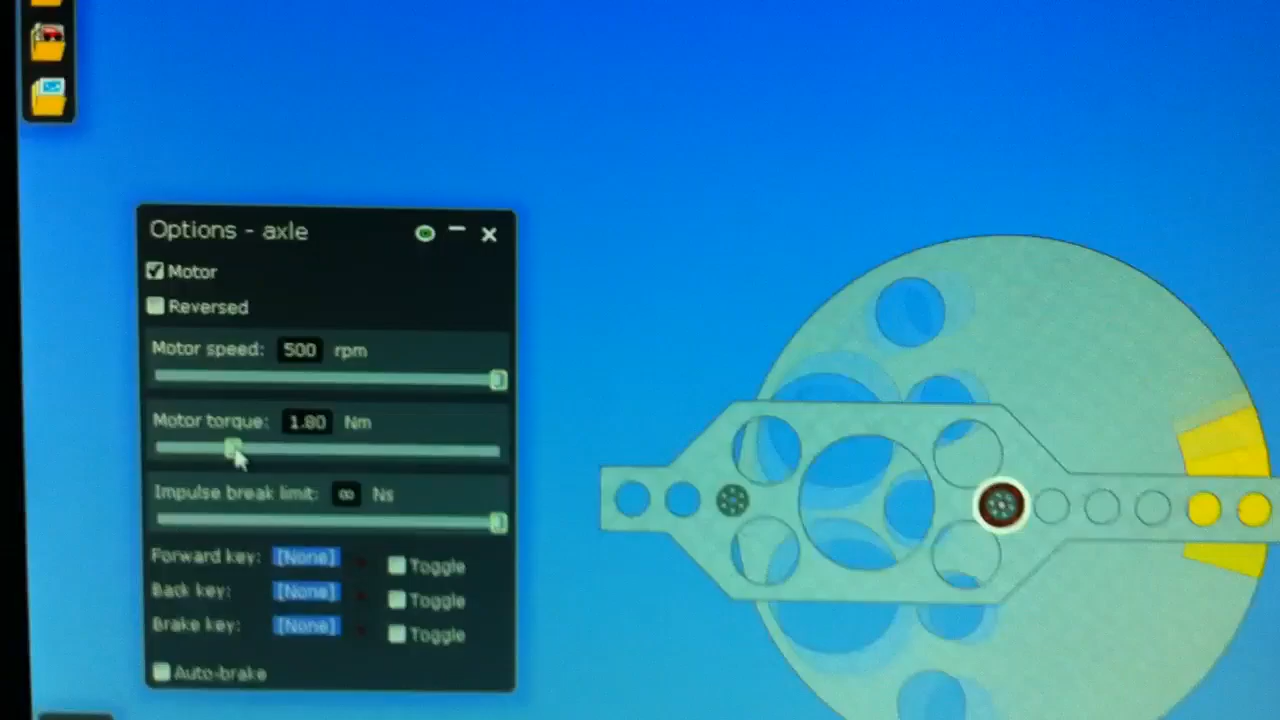 Options - axle
Motor
Reversed
Motor speed: 500 rpm
Motor torque: 1.80 Nm
Impulse break limit: ∞ Ns
Forward key: [None] Toggle
Back key: [None] Toggle
Brake key: [None] Toggle
Auto-brake